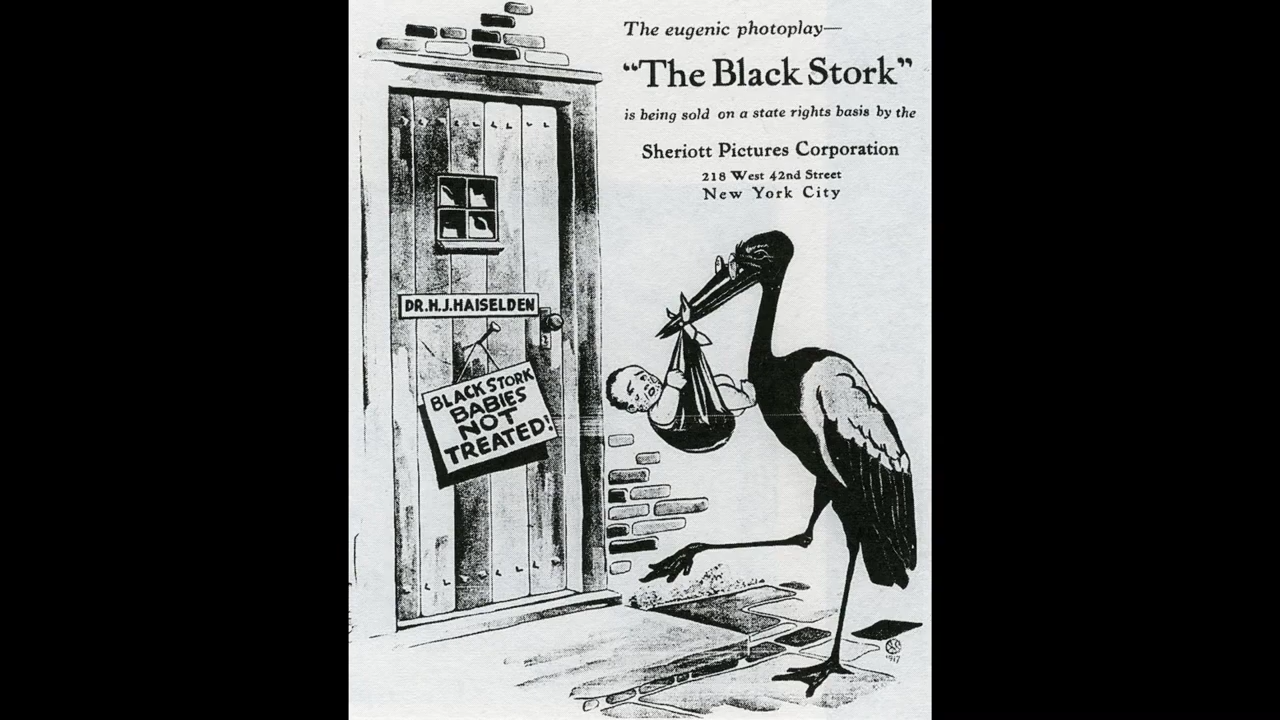 The eugenic photoplay—
“The Black Stork”
is being sold on a state rights basis by the
Sheriott Pictures Corporation
218 West 42nd Street
New York City
DR. H. J. HAISELDEN
BLACK STORK
BABIES
NOT
TREATED!
1917